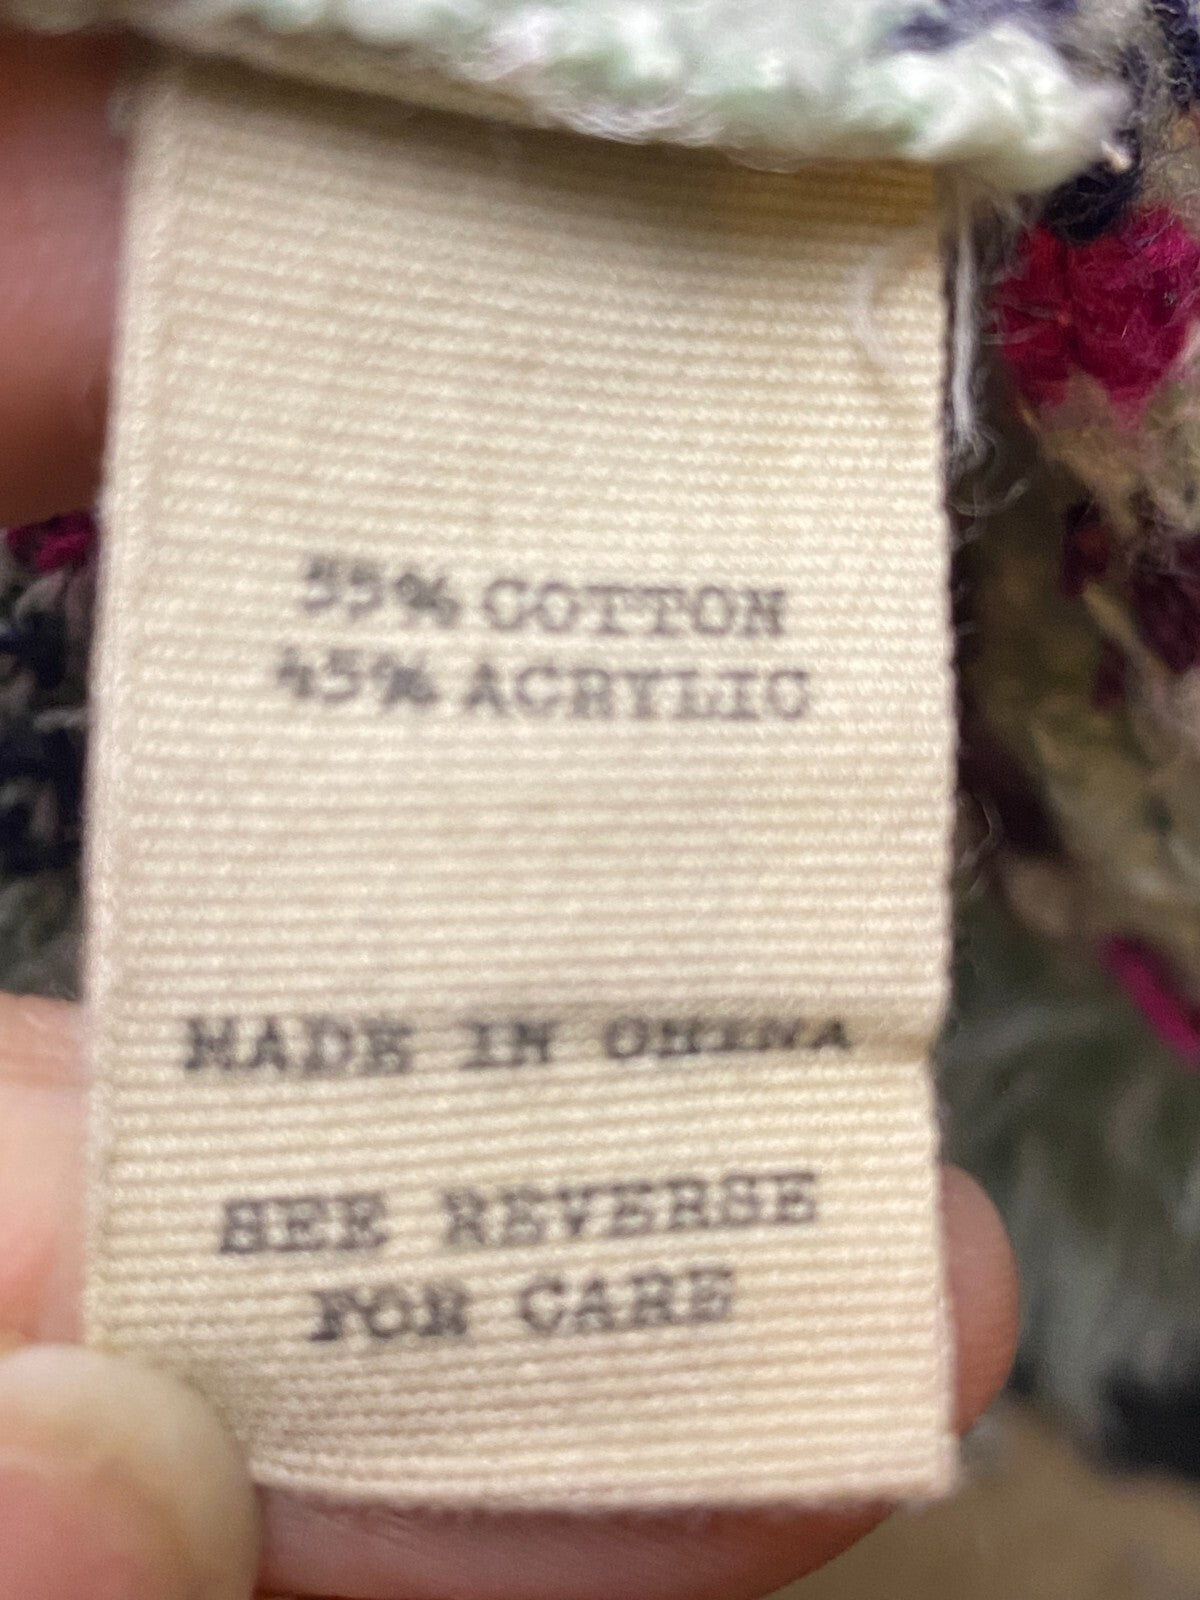 55% COTTON
45% ACRYLIC
MADE IN CHINA
SEE REVERSE
FOR CARE